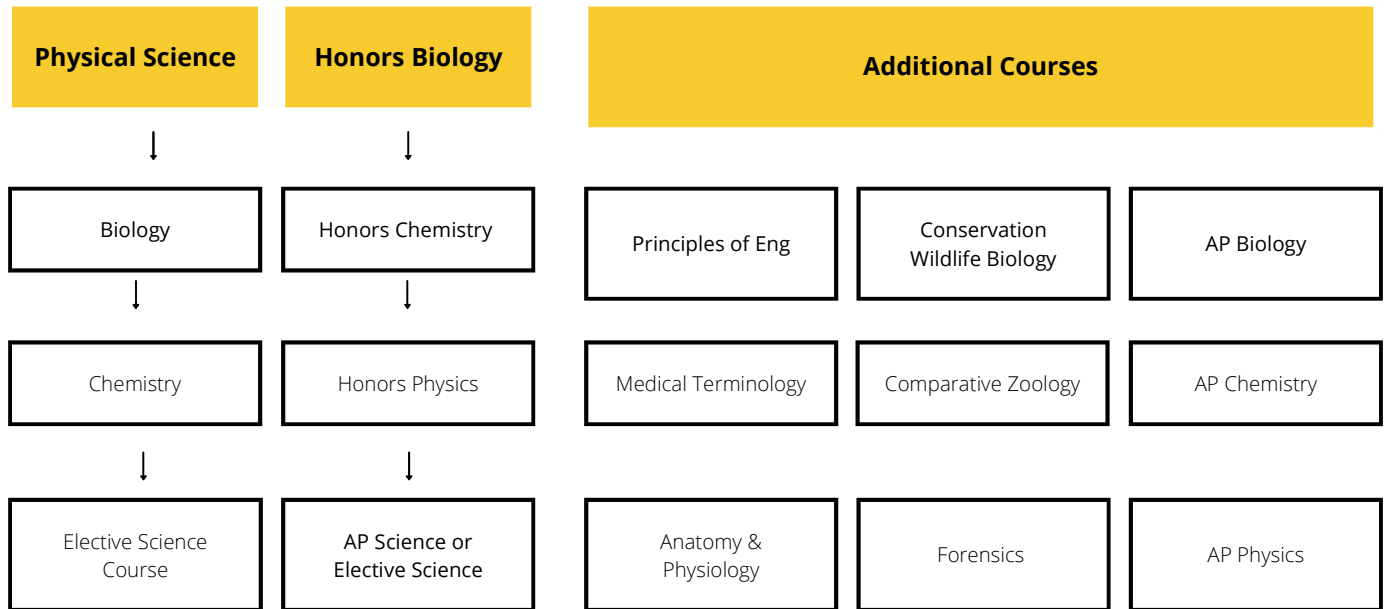 Physical Science
Honors Biology
Additional Courses
Biology
Honors Chemistry
Principles of Eng
Conservation
Wildlife Biology
AP Biology
Chemistry
Honors Physics
Medical Terminology
Comparative Zoology
AP Chemistry
Elective Science
Course
AP Science or
Elective Science
Anatomy &
Physiology
Forensics
AP Physics